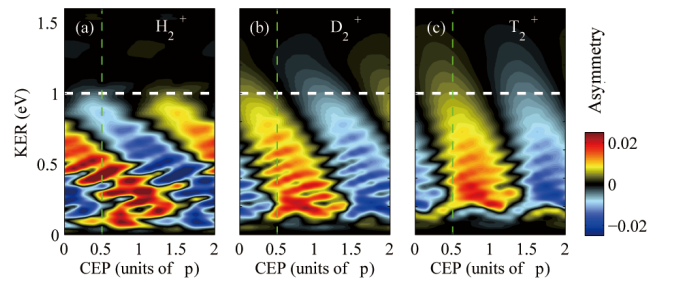 (a) H2+
(b) D2+
(c) T2+
Asymmetry
KER (eV)
1.5
1
0.5
0
0 0.5 1 1.5 2
0 0.5 1 1.5 2
0 0.5 1 1.5 2
CEP (units of p)
CEP (units of p)
CEP (units of p)
0.02
0
−0.02